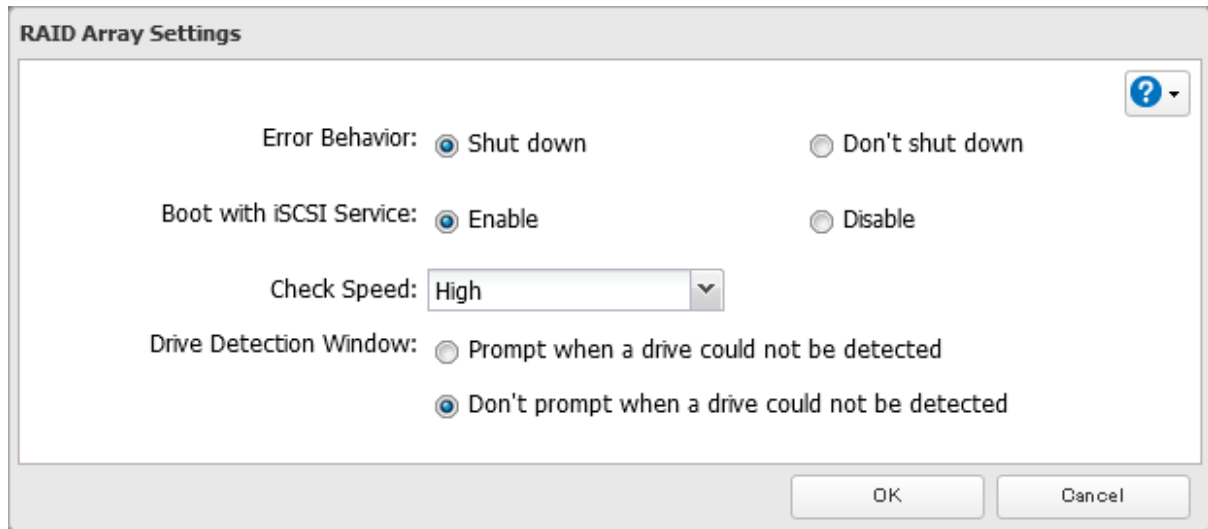 RAID Array Settings
?
Error Behavior: Shut down Don't shut down
Boot with iSCSI Service: Enable Disable
Check Speed: High
Drive Detection Window: Prompt when a drive could not be detected
Don't prompt when a drive could not be detected
OK Cancel